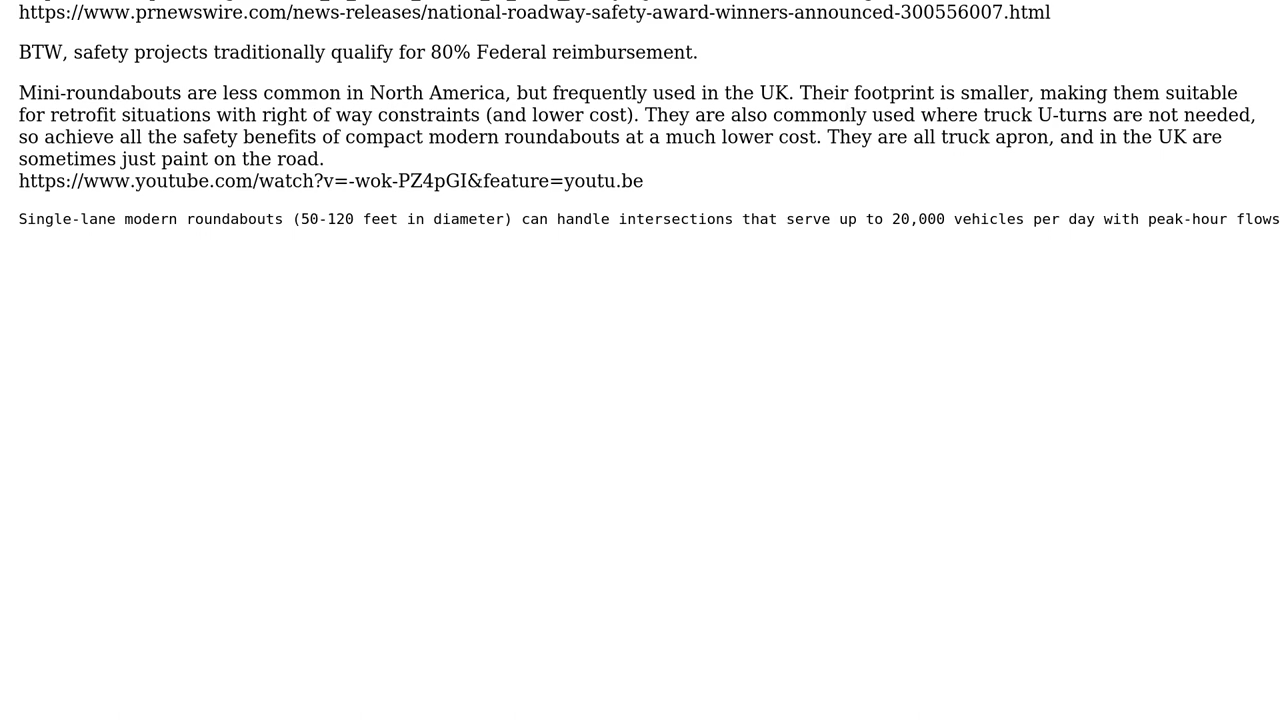 https://www.prnewswire.com/news-releases/national-roadway-safety-award-winners-announced-300556007.html
BTW, safety projects traditionally qualify for 80% Federal reimbursement.
Mini-roundabouts are less common in North America, but frequently used in the UK. Their footprint is smaller, making them suitable
for retrofit situations with right of way constraints (and lower cost). They are also commonly used where truck U-turns are not needed,
so achieve all the safety benefits of compact modern roundabouts at a much lower cost. They are all truck apron, and in the UK are
sometimes just paint on the road.
https://www.youtube.com/watch?v=-wok-PZ4pGI&feature=youtu.be
Single-lane modern roundabouts (50-120 feet in diameter) can handle intersections that serve up to 20,000 vehicles per day with peak-hour flows